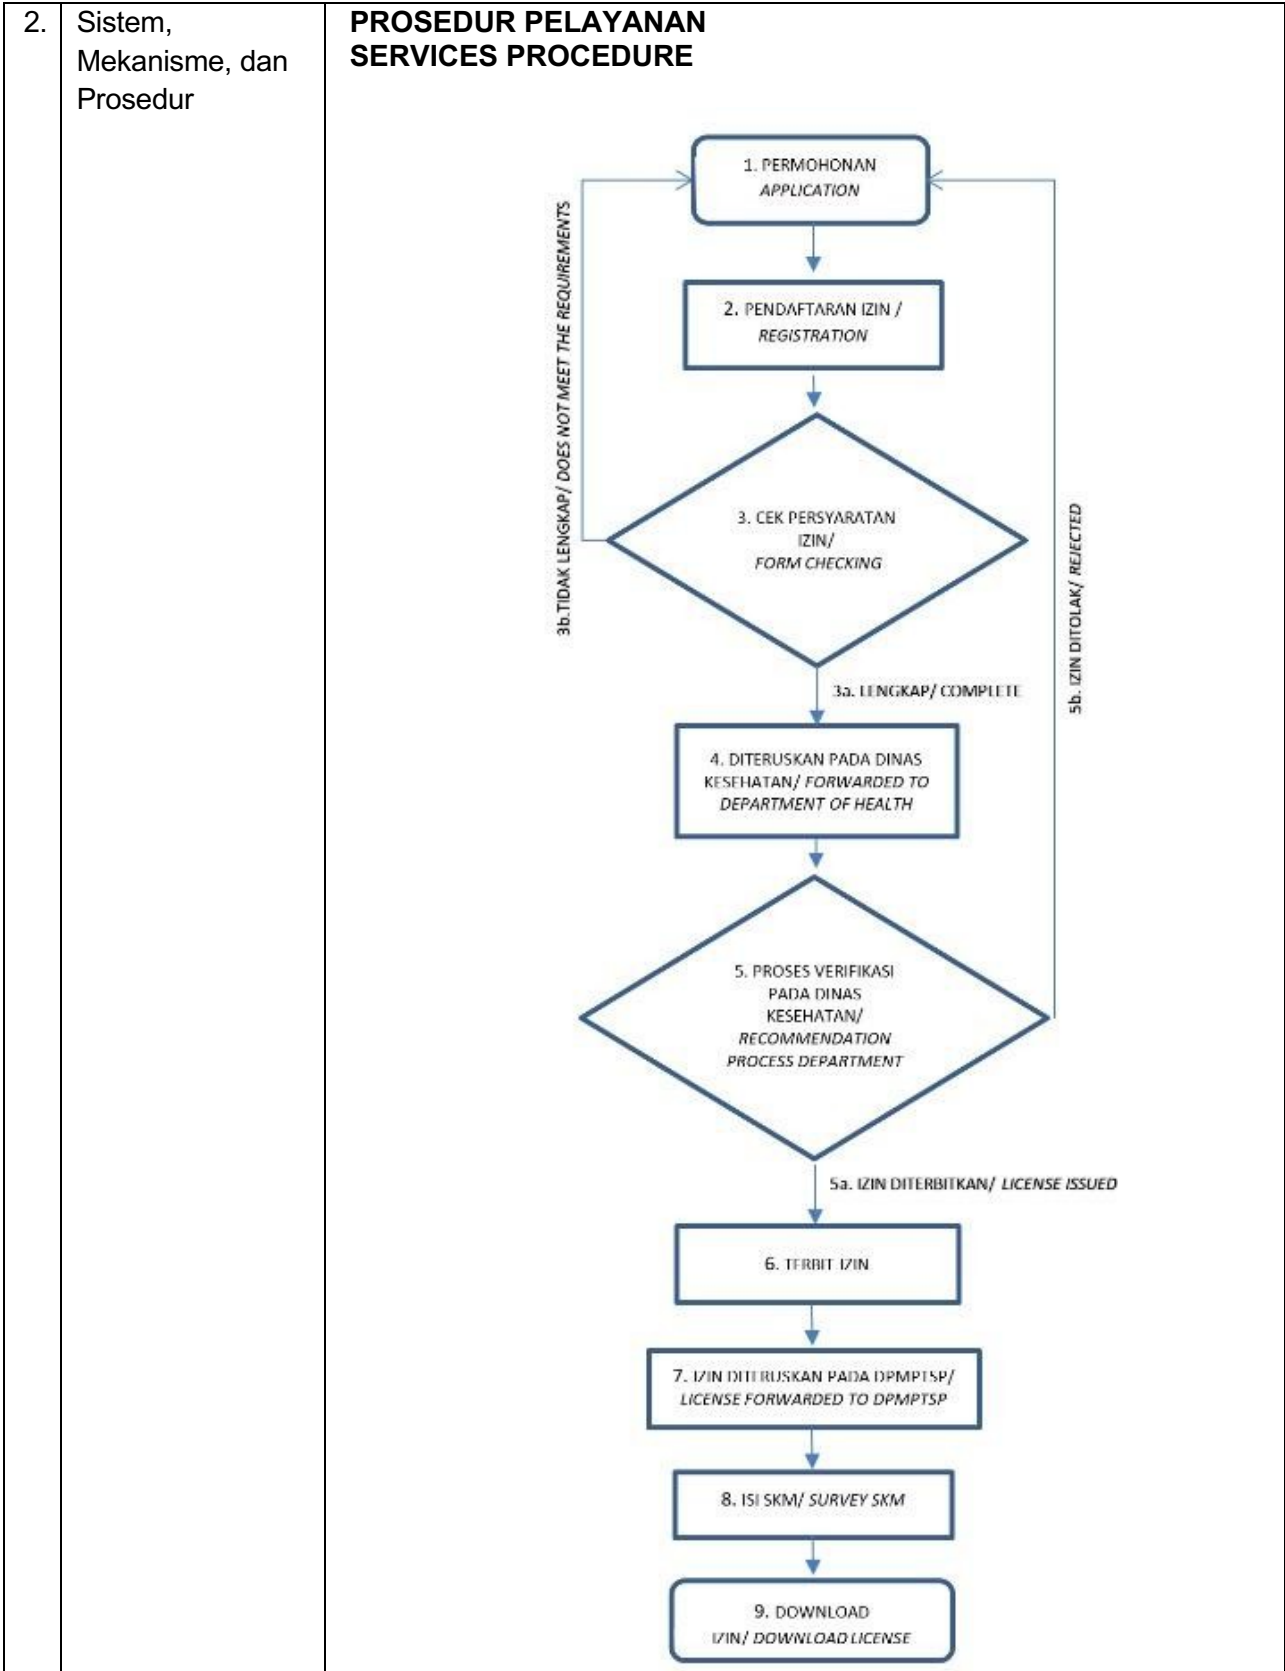 2.
Sistem,
Mekanisme, dan
Prosedur
PROSEDUR PELAYANAN
SERVICES PROCEDURE
1. PERMOHONAN
APPLICATION
2. PENDAFTARAN IZIN /
REGISTRATION
3b.TIDAK LENGKAP/ DOES NOT MEET THE REQUIREMENTS
3. CEK PERSYARATAN
IZIN/
FORM CHECKING
5b. IZIN DITOLAK/ REJECTED
3a. LENGKAP/ COMPLETE
4. DITERUSKAN PADA DINAS
KESEHATAN/ FORWARDED TO
DEPARTMENT OF HEALTH
5. PROSES VERIFIKASI
PADA DINAS
KESEHATAN/
RECOMMENDATION
PROCESS DEPARTMENT
5a. IZIN DITERBITKAN/ LICENSE ISSUED
6. TERBIT IZIN
7. IZIN DITERUSKAN PADA DPMPTSP/
LICENSE FORWARDED TO DPMPTSP
8. ISI SKM/ SURVEY SKM
9. DOWNLOAD
IZIN/ DOWNLOAD LICENSE